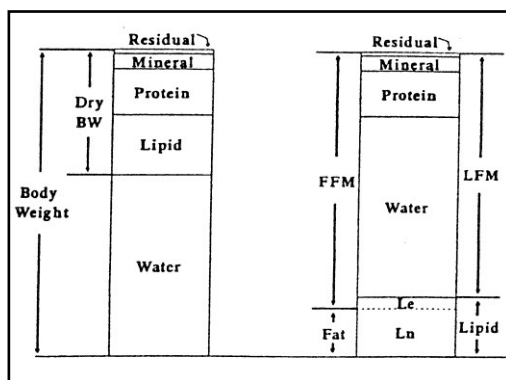 Residual
Mineral
Protein
Dry
BW
Lipid
Body
Weight
Water
Residual
Mineral
Protein
FFM
LFM
Water
Le
Fat
Ln
Lipid